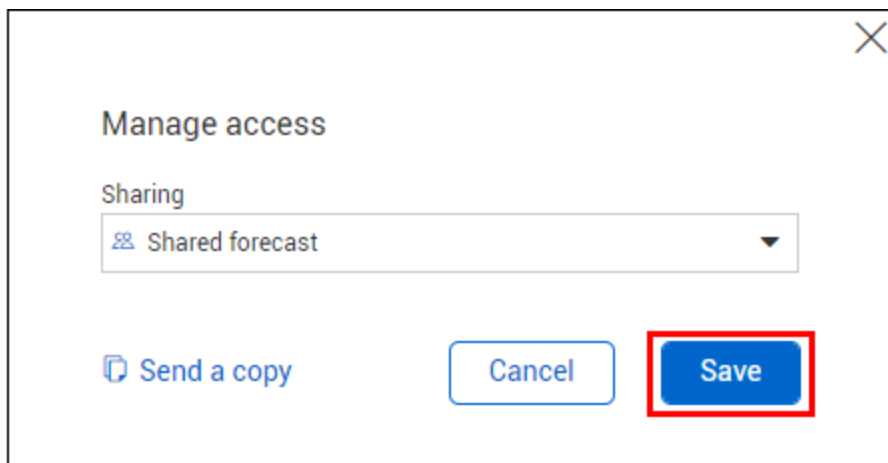 Manage access
Sharing
Shared forecast
Send a copy
Cancel
Save